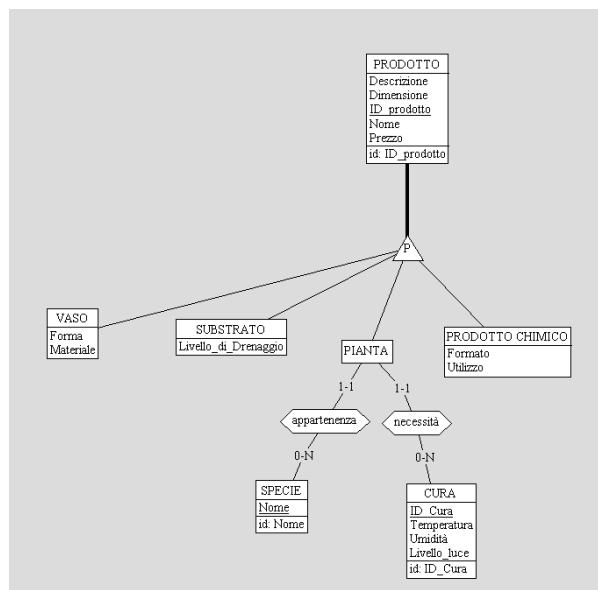 PRODOTTO
Descrizione
Dimensione
ID_prodotto
Nome
Prezzo
id: ID_prodotto
P
VASO
Forma
Materiale
SUBSTRATO
Livello_di_Drenaggio
PIANTA
PRODOTTO CHIMICO
Formato
Utilizzo
1-1
1-1
appartenenza
necessità
0-N
0-N
SPECIE
Nome
id: Nome
CURA
ID_Cura
Temperatura
Umidità
Livello_luce
id: ID_Cura